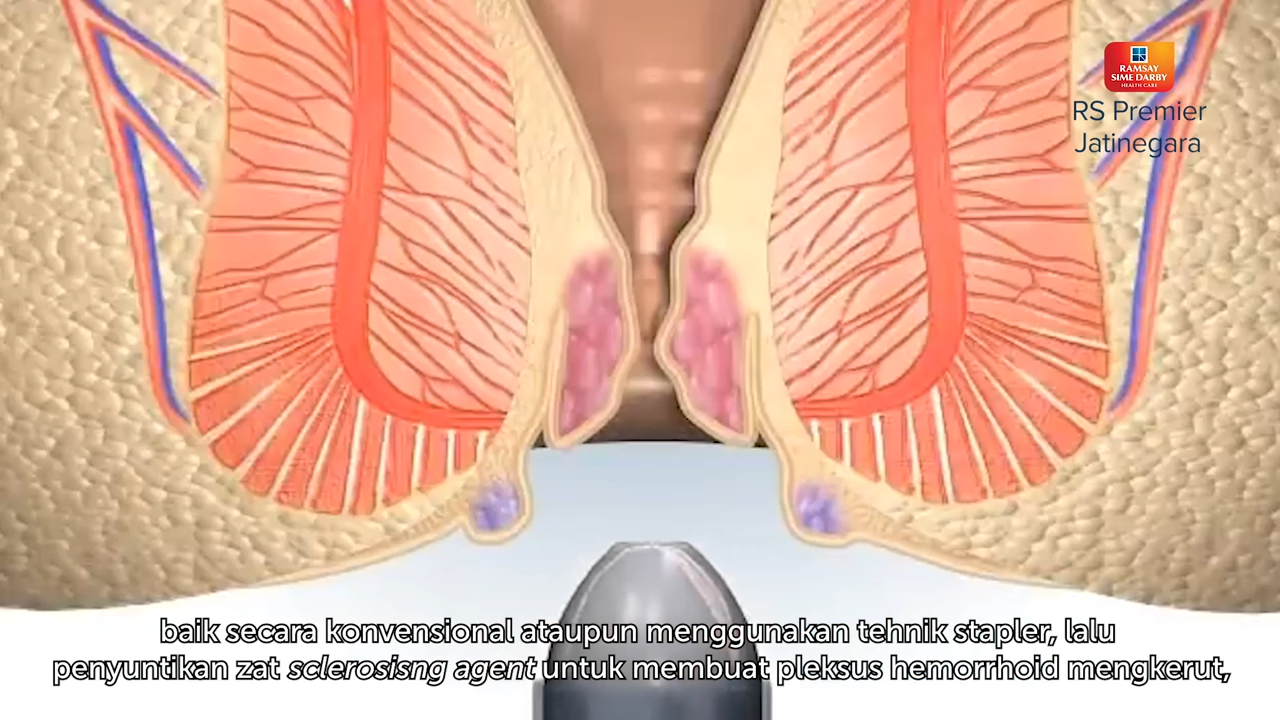 RAMSAY
SIME DARBY
HEALTH CARE
RS Premier
Jatinegara
baik secara konvensional ataupun menggunakan tehnik stapler, lalu
penyuntikan zat sclerosisng agent untuk membuat pleksus hemorrhoid mengkerut,